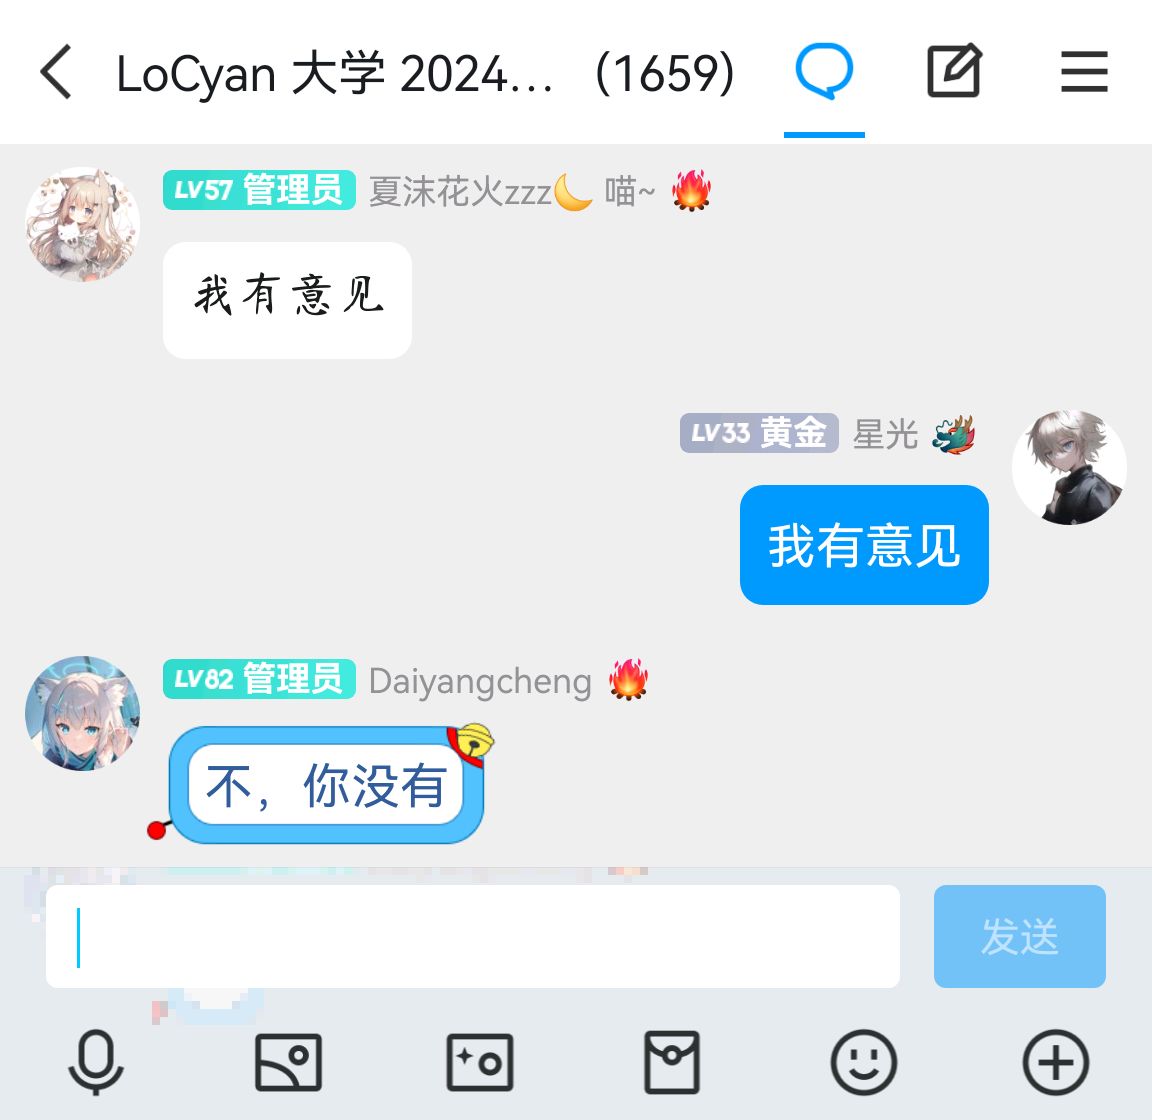 LoCyan 大学 2024... (1659)
LV57 管理员 夏沫花火zzz🌙 喵~ 🔥
我有意见
LV33 黄金 星光 🐲
我有意见
LV82 管理员 Daiyangcheng 🔥
不，你没有
发送